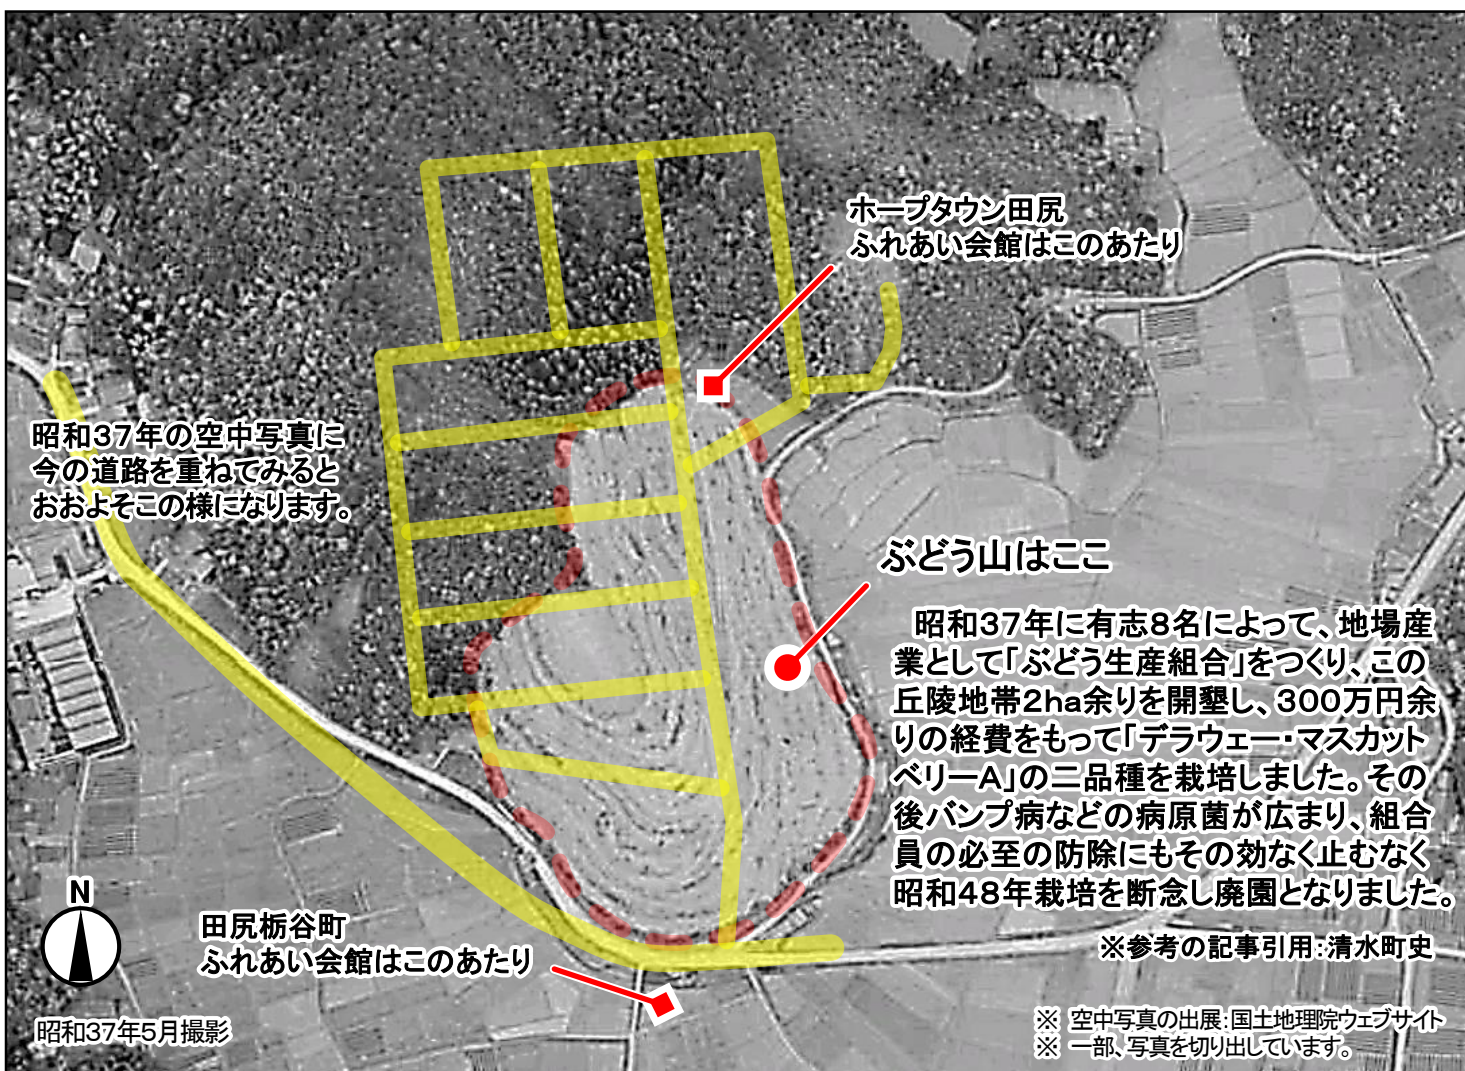 ホープタウン田尻
ふれあい会館はこのあたり
昭和37年の空中写真に
今の道路を重ねてみると
おおよそこの様になります。
ぶどう山はここ
昭和37年に有志8名によって、地場産
業として「ぶどう生産組合」をつくり、この
丘陵地帯2ha余りを開墾し、300万円余
りの経費をもって「デラウェー・マスカット
ベリーA」の二品種を栽培しました。その
後バンプ病などの病原菌が広まり、組合
員の必至の防除にもその効なく止むなく
昭和48年栽培を断念し廃園となりました。
※参考の記事引用:清水町史
N
田尻栃谷町
ふれあい会館はこのあたり
昭和37年5月撮影
※ 空中写真の出展:国土地理院ウェブサイト
※ 一部、写真を切り出しています。